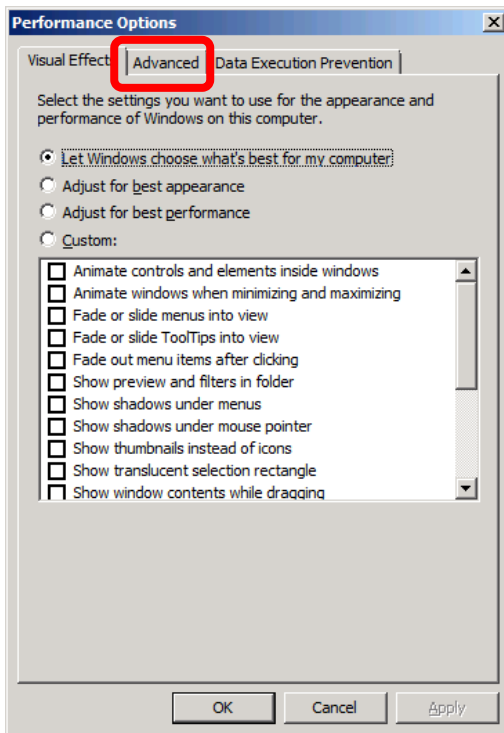 Performance Options
Visual Effects Advanced Data Execution Prevention
Select the settings you want to use for the appearance and
performance of Windows on this computer.
Let Windows choose what's best for my computer
Adjust for best appearance
Adjust for best performance
Custom:
Animate controls and elements inside windows
Animate windows when minimizing and maximizing
Fade or slide menus into view
Fade or slide ToolTips into view
Fade out menu items after clicking
Show preview and filters in folder
Show shadows under menus
Show shadows under mouse pointer
Show thumbnails instead of icons
Show translucent selection rectangle
Show window contents while dragging
OK Cancel Apply